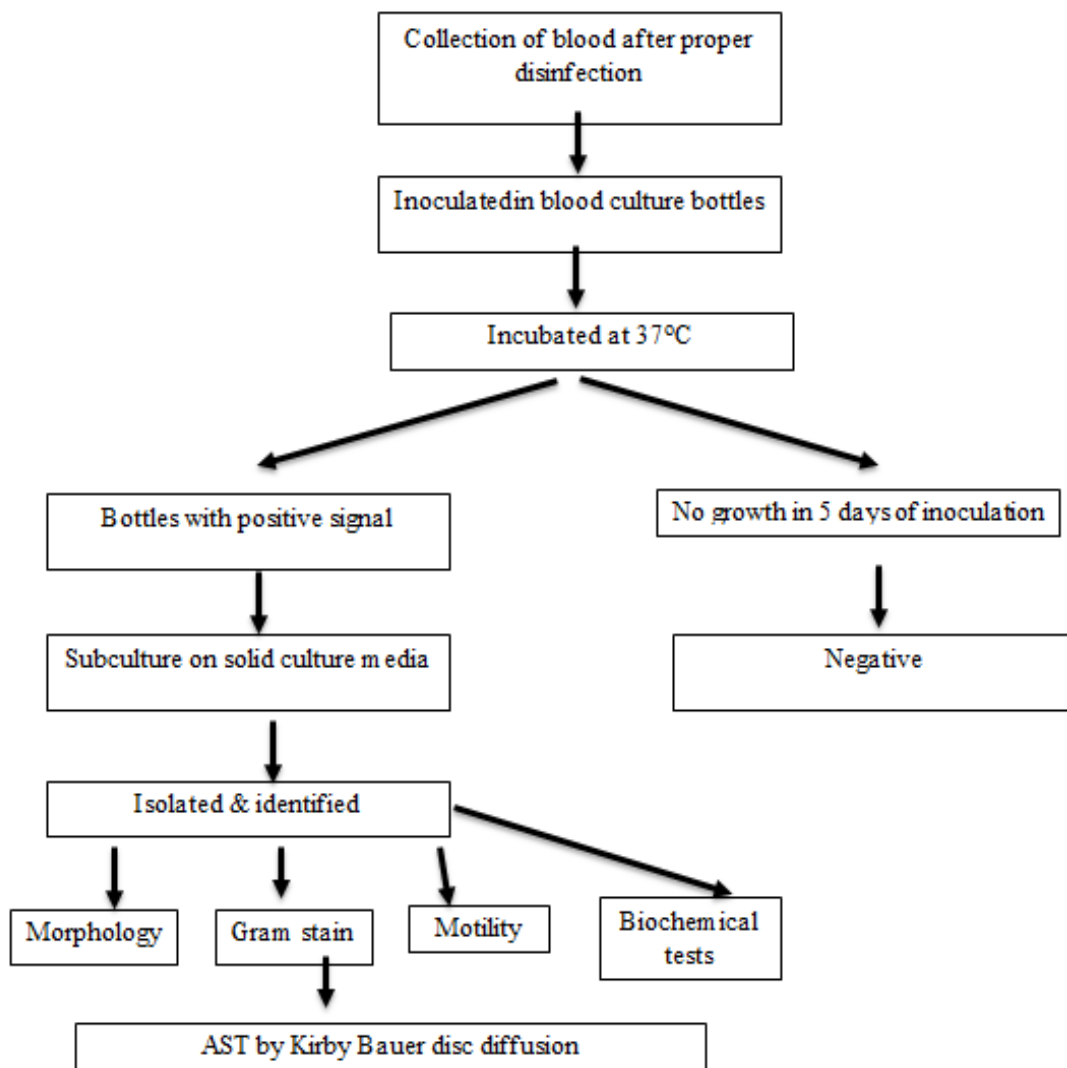 Collection of blood after proper
disinfection
Inoculatedin blood culture bottles
Incubated at 37°C
Bottles with positive signal
No growth in 5 days of inoculation
Subculture on solid culture media
Negative
Isolated & identified
Morphology
Gram stain
Motility
Biochemical
tests
AST by Kirby Bauer disc diffusion